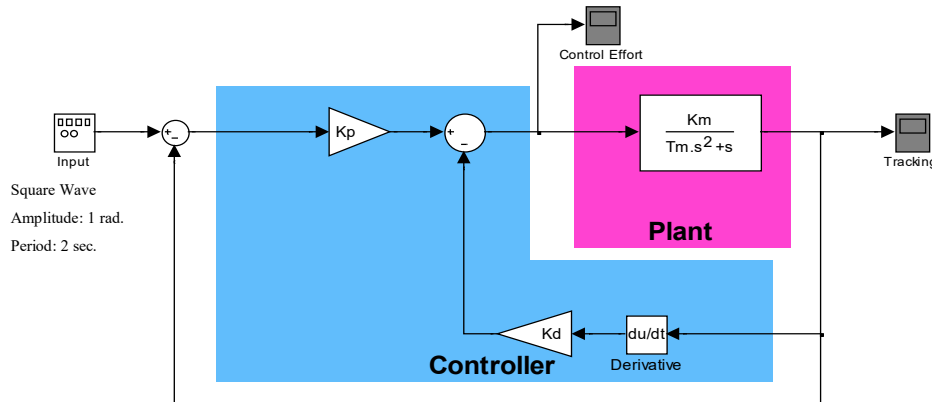 Control Effort
Kp
+
−
+
−
Km
Tm.s²+s
Input
Tracking
Square Wave
Amplitude: 1 rad.
Period: 2 sec.
Plant
Kd
du/dt
Derivative
Controller